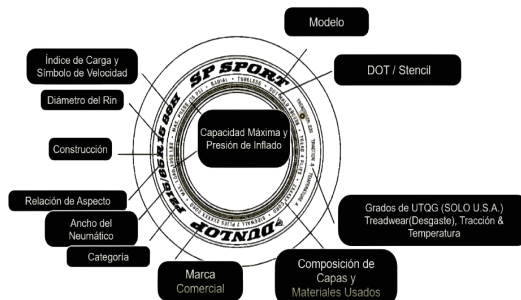 Modelo
Índice de Carga y
Símbolo de Velocidad
DOT / Stencil
Diámetro del Rin
SP SPORT
Capacidad Máxima y
Presión de Inflado
Construcción
Relación de Aspecto
Ancho del
Neumático
Categoría
DUNLOP
TRACTION A
TEMPERATURE A
Grados de UTQG (SOLO U.S.A.)
Treadwear(Desgaste), Tracción &
Temperatura
Marca
Comercial
Composición de
Capas y
Materiales Usados